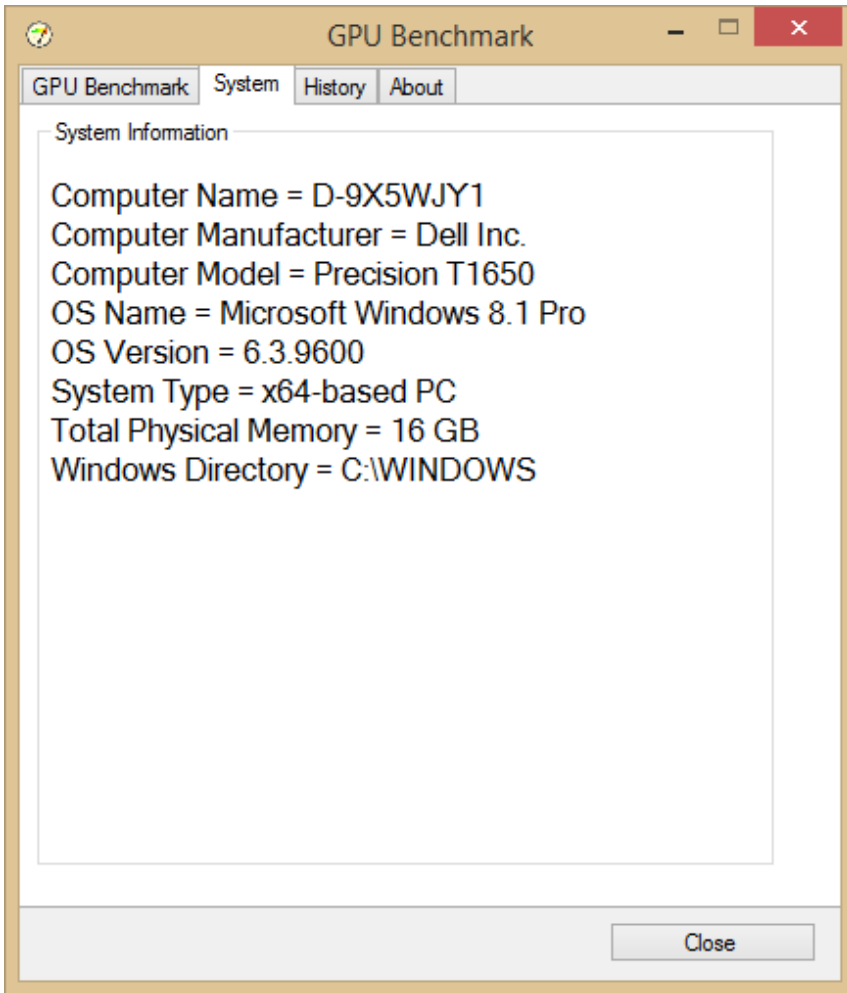 GPU Benchmark
GPU Benchmark System History About
System Information
Computer Name = D-9X5WJY1
Computer Manufacturer = Dell Inc.
Computer Model = Precision T1650
OS Name = Microsoft Windows 8.1 Pro
OS Version = 6.3.9600
System Type = x64-based PC
Total Physical Memory = 16 GB
Windows Directory = C:\WINDOWS
Close